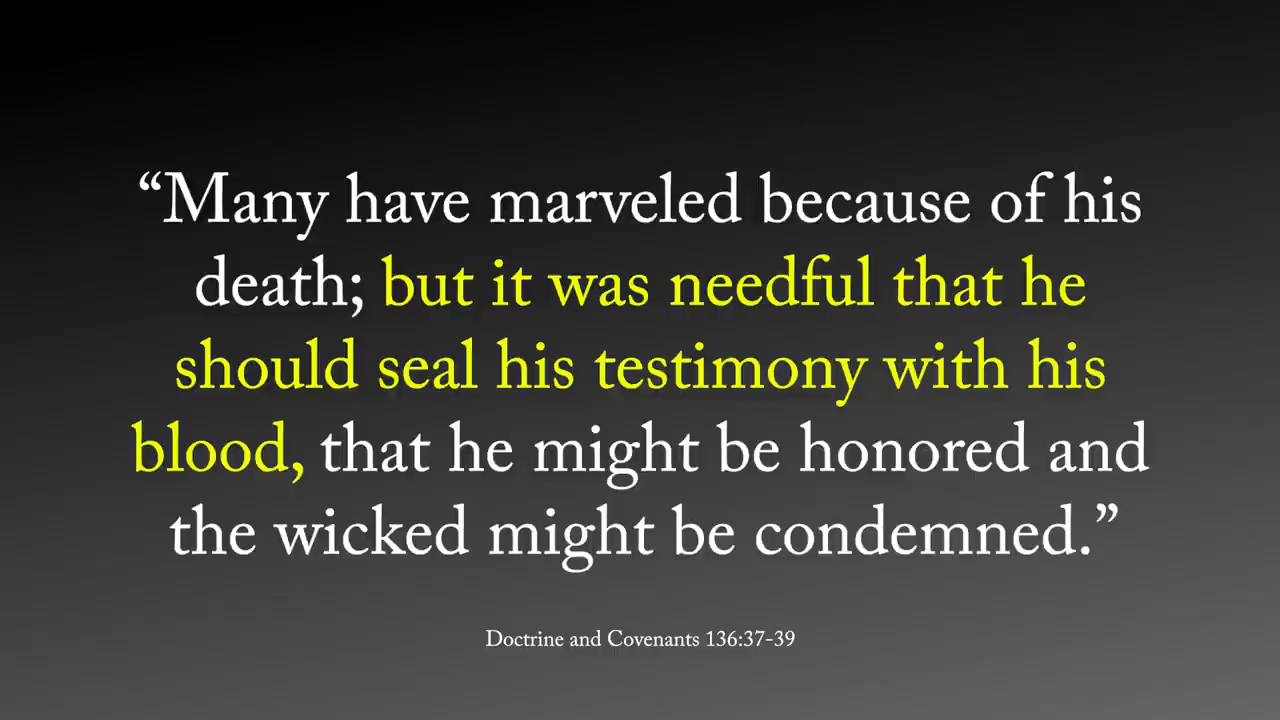 “Many have marveled because of his
death; but it was needful that he
should seal his testimony with his
blood, that he might be honored and
the wicked might be condemned.”
Doctrine and Covenants 136:37-39